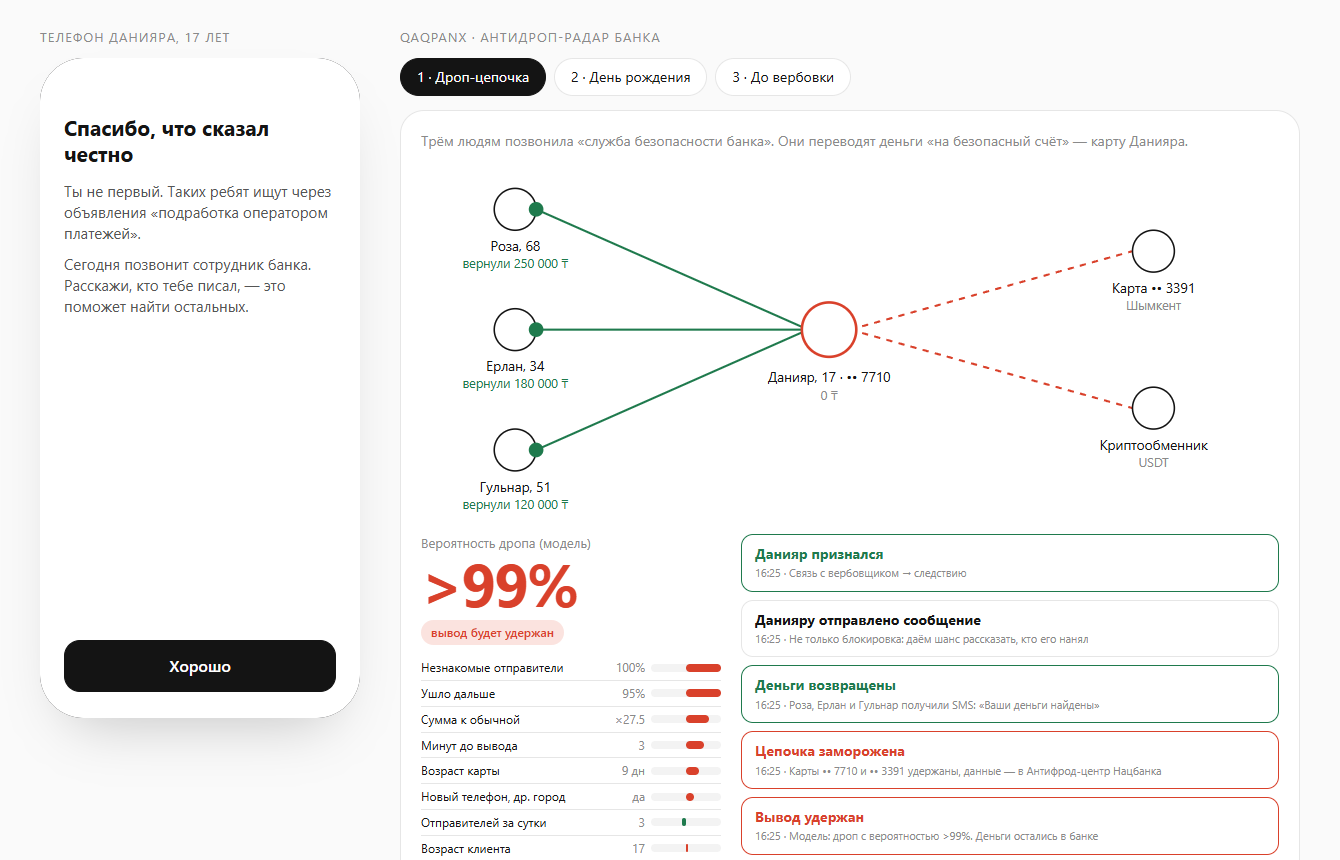 ТЕЛЕФОН ДАНИЯРА, 17 ЛЕТ
Спасибо, что сказал
честно
Ты не первый. Таких ребят ищут через
объявления «подработка оператором
платежей».
Сегодня позвонит сотрудник банка.
Расскажи, кто тебе писал, — это
поможет найти остальных.
Хорошо
QAQPANX · АНТИДРОП-РАДАР БАНКА
1 · Дроп-цепочка
2 · День рождения
3 · До вербовки
Трём людям позвонила «служба безопасности банка». Они переводят деньги «на безопасный счёт» — карту Данияра.
Роза, 68
вернули 250 000 ₸
Ерлан, 34
вернули 180 000 ₸
Гульнар, 51
вернули 120 000 ₸
Данияр, 17 · •• 7710
0 ₸
Карта •• 3391
Шымкент
Криптообменник
USDT
Вероятность дропа (модель)
>99%
вывод будет удержан
Незнакомые отправители 100%
Ушло дальше 95%
Сумма к обычной ×27.5
Минут до вывода 3
Возраст карты 9 дн
Новый телефон, др. город да
Отправителей за сутки 3
Возраст клиента 17
Данияр признался
16:25 · Связь с вербовщиком → следствию
Данияру отправлено сообщение
16:25 · Не только блокировка: даём шанс рассказать, кто его нанял
Деньги возвращены
16:25 · Роза, Ерлан и Гульнар получили SMS: «Ваши деньги найдены»
Цепочка заморожена
16:25 · Карты •• 7710 и •• 3391 удержаны, данные — в Антифрод-центр Нацбанка
Вывод удержан
16:25 · Модель: дроп с вероятностью >99%. Деньги остались в банке